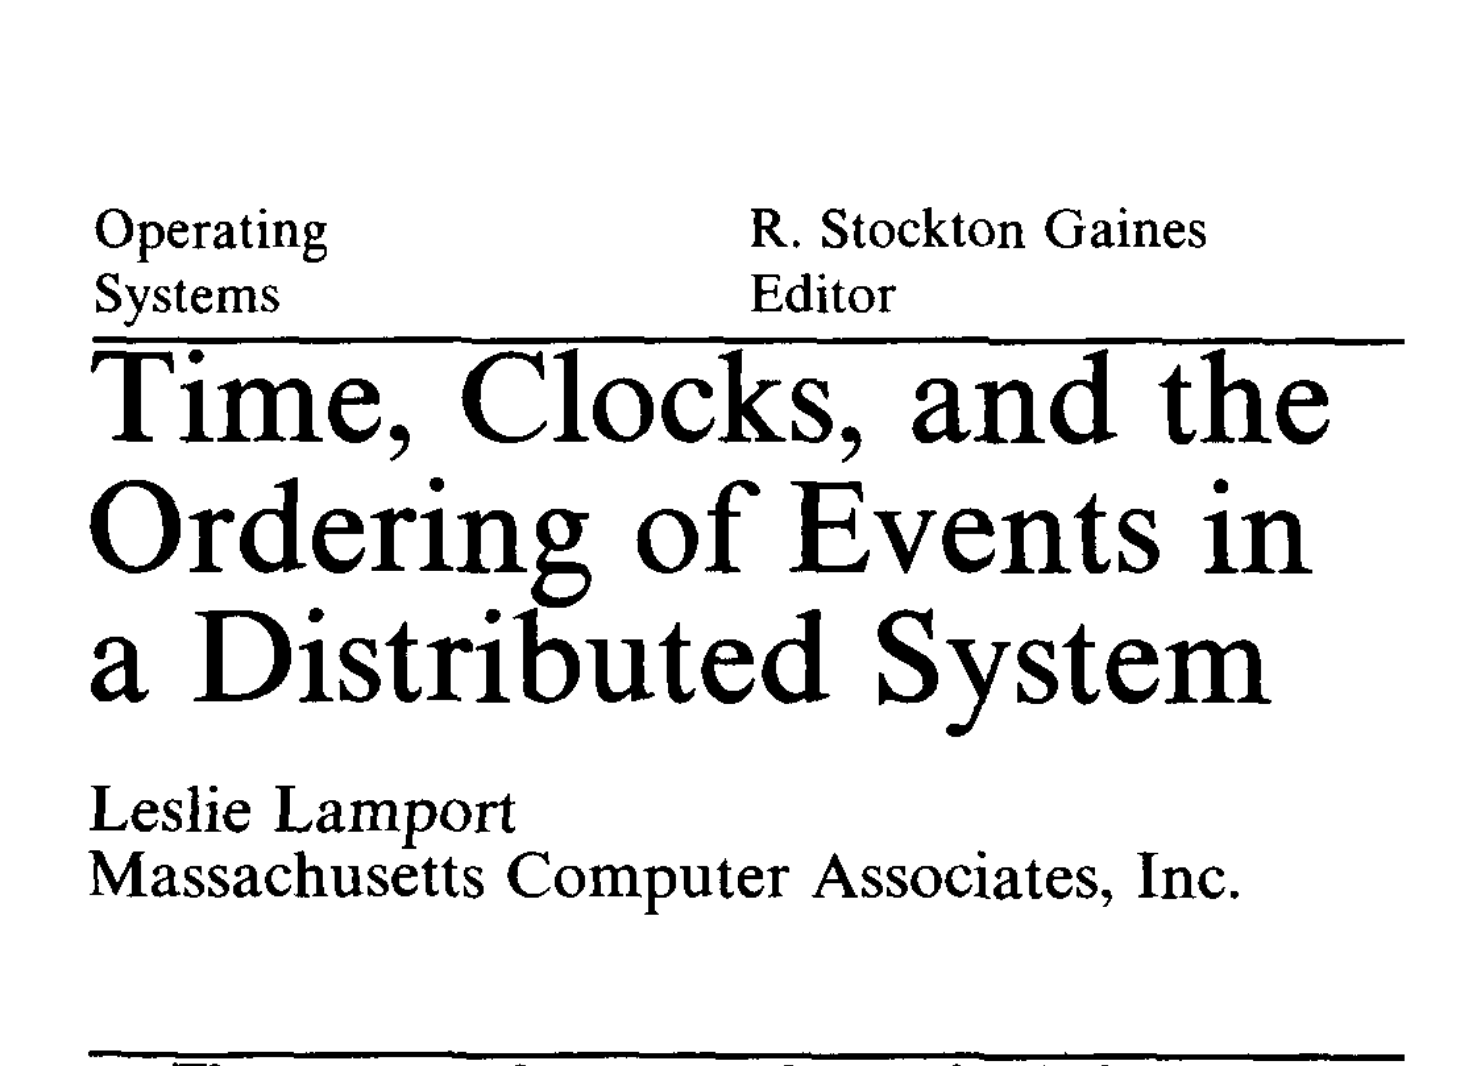 Operating
Systems
R. Stockton Gaines
Editor
Time, Clocks, and the
Ordering of Events in
a Distributed System
Leslie Lamport
Massachusetts Computer Associates, Inc.